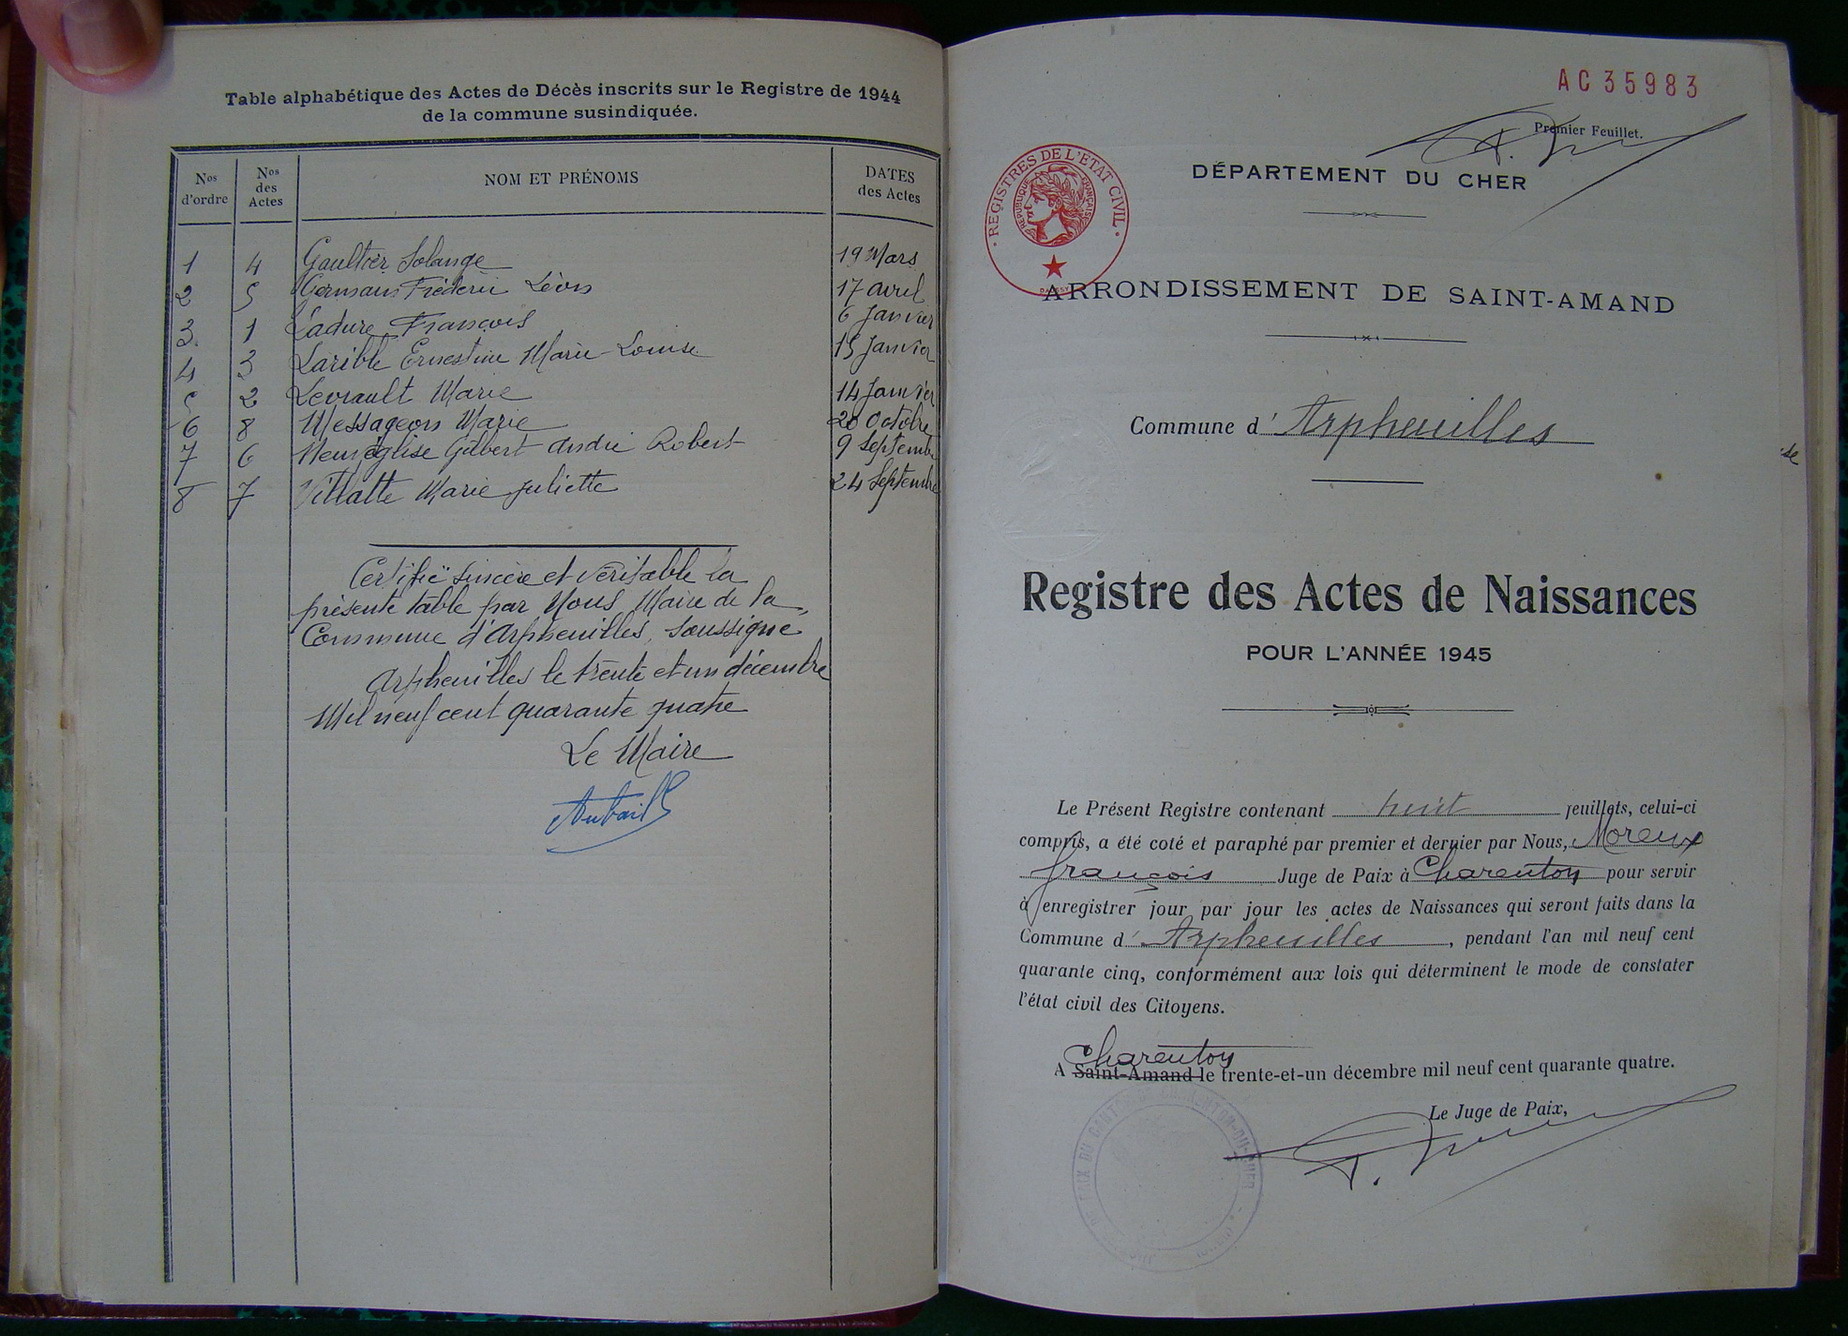 Table alphabétique des Actes de Décès inscrits sur le Registre de 1944
de la commune susindiquée.
Nos d'ordre Nos des Actes NOM ET PRÉNOMS DATES des Actes
1 4 Gaultier Solange 19 Mars
2 5 Germain Fréderic Léon 17 avril
3 1 Ladure François 6 Janvier
4 3 Larible Ernestine Marie-Louise 15 Janvier
5 2 Levrault Marie 14 Janvier
6 8 Messageon Marie 20 Octobre
7 6 Neuvéglise Gilbert André Robert 9 Septembre
8 7 Villatte Marie Juliette 24 Septembre
Certifié sincère et véritable la
présente table par Nous Maire de la
Commune d'Arpheuilles, soussigné
Arpheuilles le trente et un décembre
Mil neuf cent quarante quatre
Le Maire
AC 35983
Premier Feuillet.
REGISTRES DE L'ÉTAT CIVIL
RÉPUBLIQUE FRANÇAISE
DÉPARTEMENT DU CHER
ARRONDISSEMENT DE SAINT-AMAND
Commune d' Arpheuilles
Registre des Actes de Naissances
POUR L'ANNÉE 1945
Le Présent Registre contenant huit feuillets, celui-ci
compris, a été coté et paraphé par premier et dernier par Nous, Moreux
François Juge de Paix à Charenton pour servir
à enregistrer jour par jour les actes de Naissances qui seront faits dans la
Commune d' Arpheuilles, pendant l'an mil neuf cent
quarante cinq, conformément aux lois qui déterminent le mode de constater
l'état civil des Citoyens.
Charenton
A Saint-Amand le trente-et-un décembre mil neuf cent quarante quatre.
Le Juge de Paix,